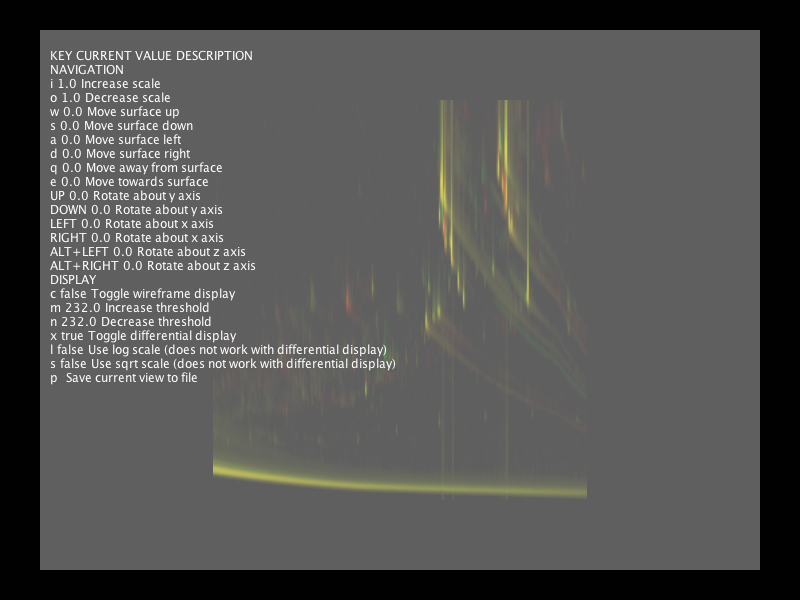 KEY CURRENT VALUE DESCRIPTION
NAVIGATION
i 1.0 Increase scale
o 1.0 Decrease scale
w 0.0 Move surface up
s 0.0 Move surface down
a 0.0 Move surface left
d 0.0 Move surface right
q 0.0 Move away from surface
e 0.0 Move towards surface
UP 0.0 Rotate about y axis
DOWN 0.0 Rotate about y axis
LEFT 0.0 Rotate about x axis
RIGHT 0.0 Rotate about x axis
ALT+LEFT 0.0 Rotate about z axis
ALT+RIGHT 0.0 Rotate about z axis
DISPLAY
c false Toggle wireframe display
m 232.0 Increase threshold
n 232.0 Decrease threshold
x true Toggle differential display
l false Use log scale (does not work with differential display)
s false Use sqrt scale (does not work with differential display)
p Save current view to file